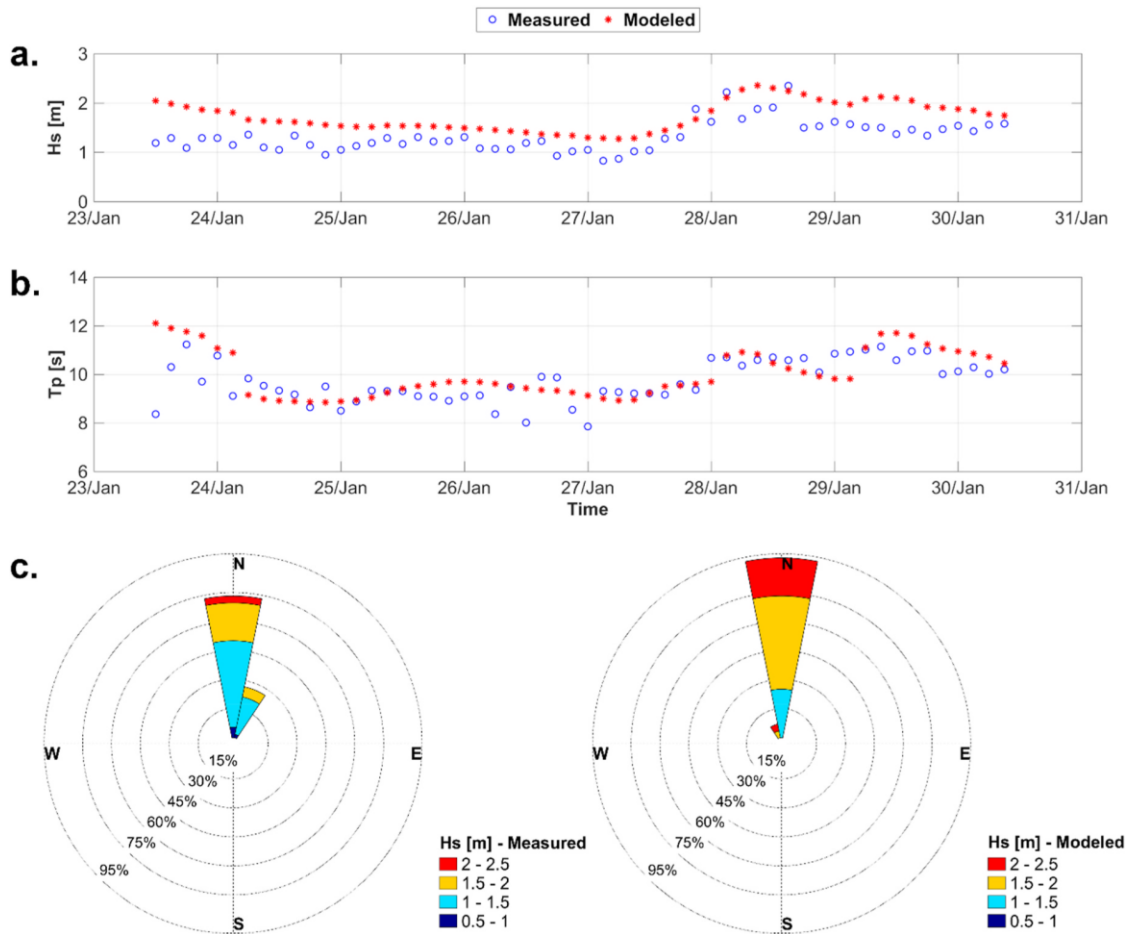 Measured Modeled
a.
Hs [m]
3
2
1
0
23/Jan 24/Jan 25/Jan 26/Jan 27/Jan 28/Jan 29/Jan 30/Jan 31/Jan
b.
Tp [s]
14
12
10
8
6
23/Jan 24/Jan 25/Jan 26/Jan 27/Jan 28/Jan 29/Jan 30/Jan 31/Jan
Time
c.
N
W
E
S
15%
30%
45%
60%
75%
95%
Hs [m] - Measured
2 - 2.5
1.5 - 2
1 - 1.5
0.5 - 1
N
W
E
S
15%
30%
45%
60%
75%
95%
Hs [m] - Modeled
2 - 2.5
1.5 - 2
1 - 1.5
0.5 - 1